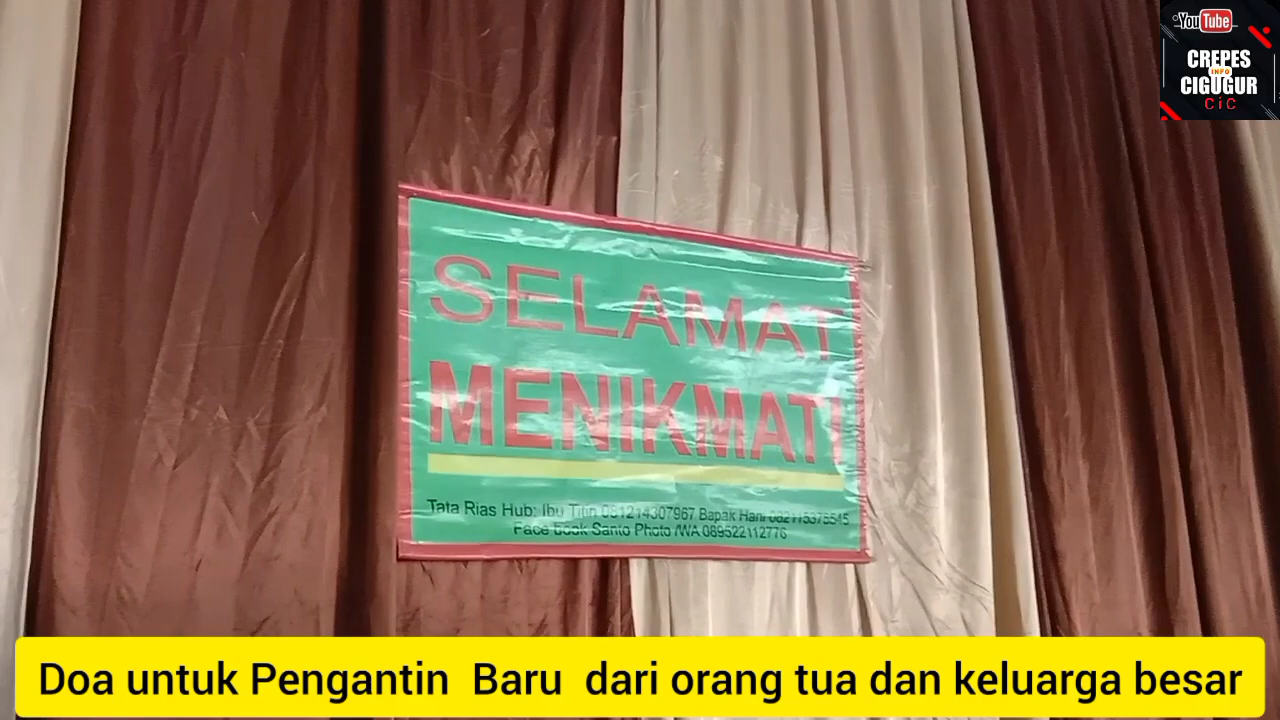 YouTube
CREPES
INFO
CIGUGUR
CiC
SELAMAT
MENIKMATI
Tata Rias Hub: Ibu Titin 081214307967 Bapak Hani 082115375545
Face book Santo Photo /WA 089522112776
Doa untuk Pengantin Baru dari orang tua dan keluarga besar